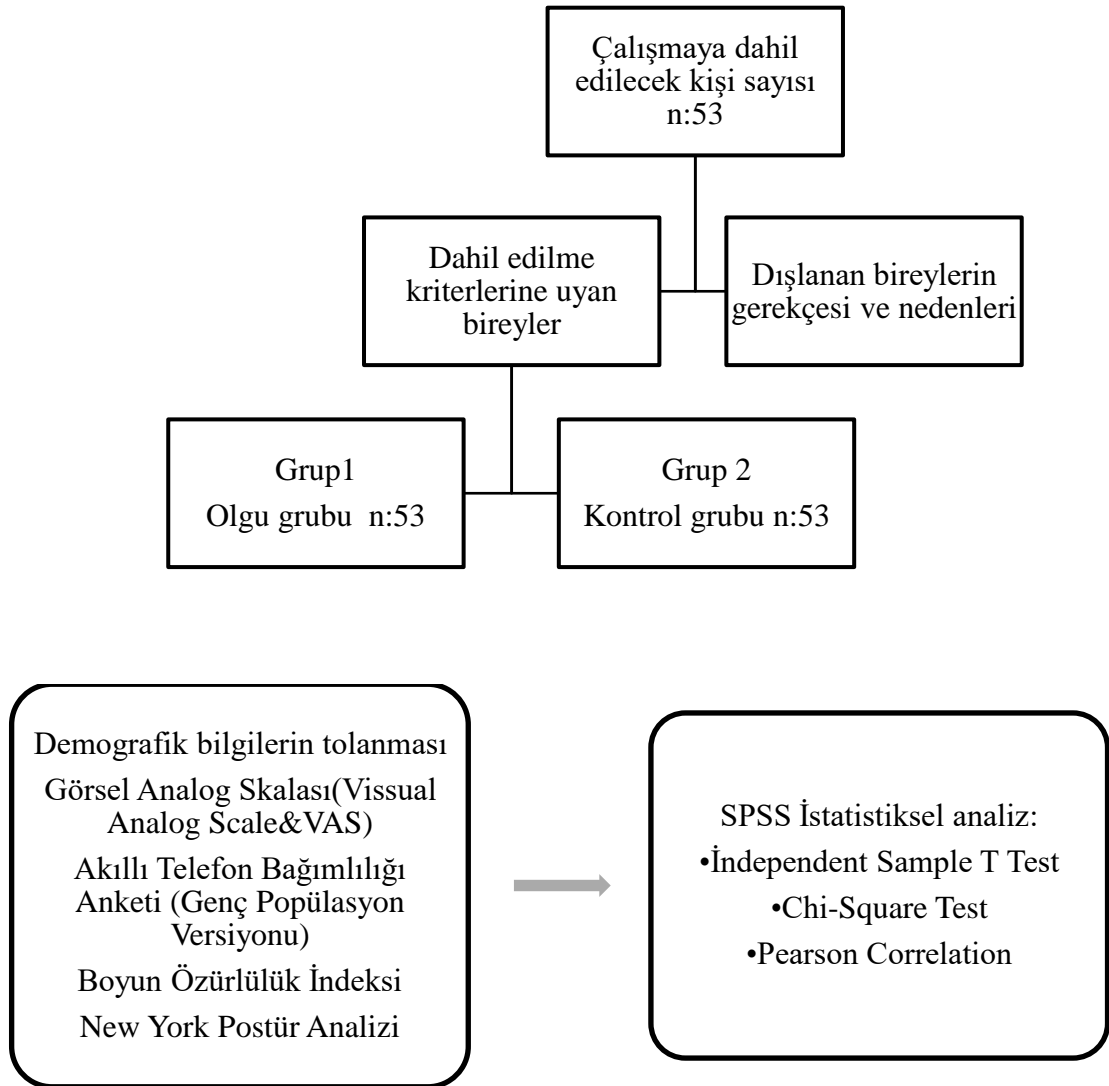 Çalışmaya dahil
edilecek kişi sayısı
n:53
Dahil edilme
kriterlerine uyan
bireyler
Dışlanan bireylerin
gerekçesi ve nedenleri
Grup1
Olgu grubu n:53
Grup 2
Kontrol grubu n:53
Demografik bilgilerin tolanması
Görsel Analog Skalası(Vissual
Analog Scale&VAS)
Akıllı Telefon Bağımlılığı
Anketi (Genç Popülasyon
Versiyonu)
Boyun Özürlülük İndeksi
New York Postür Analizi
SPSS İstatistiksel analiz:
•İndependent Sample T Test
•Chi-Square Test
•Pearson Correlation